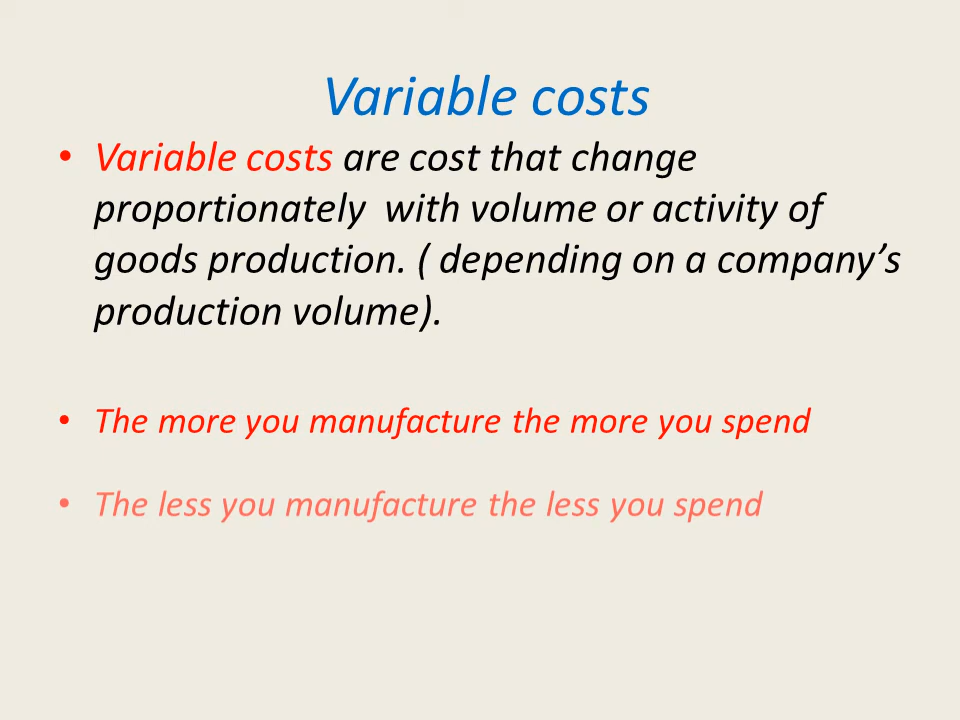 Variable costs
• Variable costs are cost that change
proportionately  with volume or activity of
goods production. ( depending on a company’s
production volume).
• The more you manufacture the more you spend
• The less you manufacture the less you spend